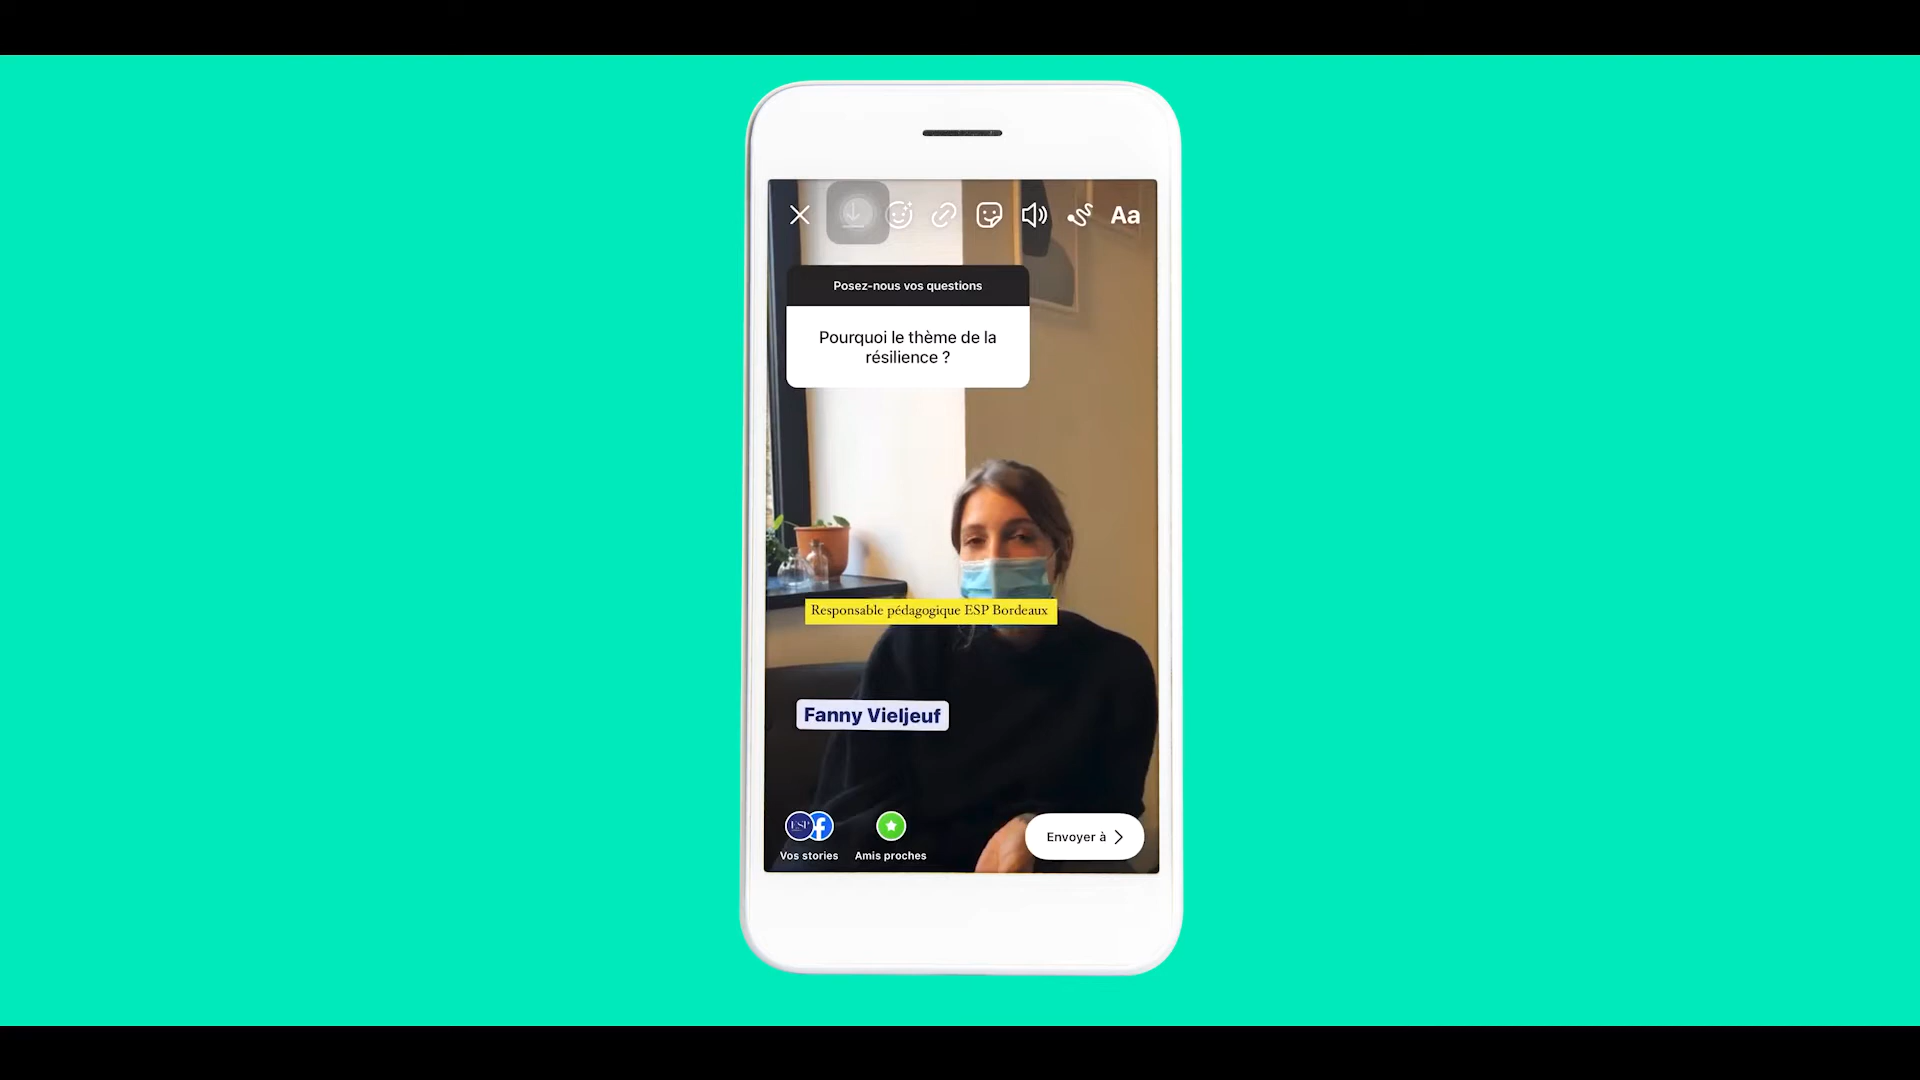 Aa
Posez-nous vos questions
Pourquoi le thème de la
résilience ?
Responsable pédagogique ESP Bordeaux
Fanny Vieljeuf
ESP
Vos stories
Amis proches
Envoyer à